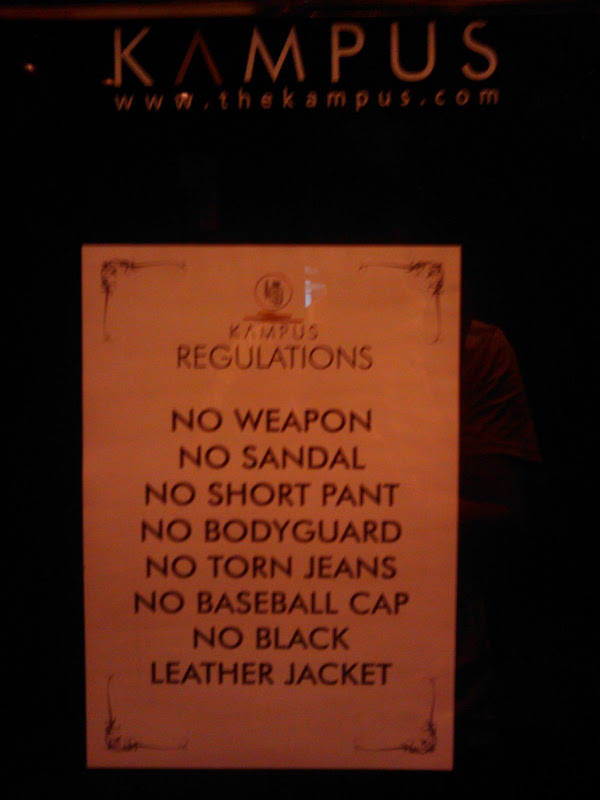 KAMPUS
www.thekampus.com
KAMPUS
REGULATIONS
NO WEAPON
NO SANDAL
NO SHORT PANT
NO BODYGUARD
NO TORN JEANS
NO BASEBALL CAP
NO BLACK
LEATHER JACKET